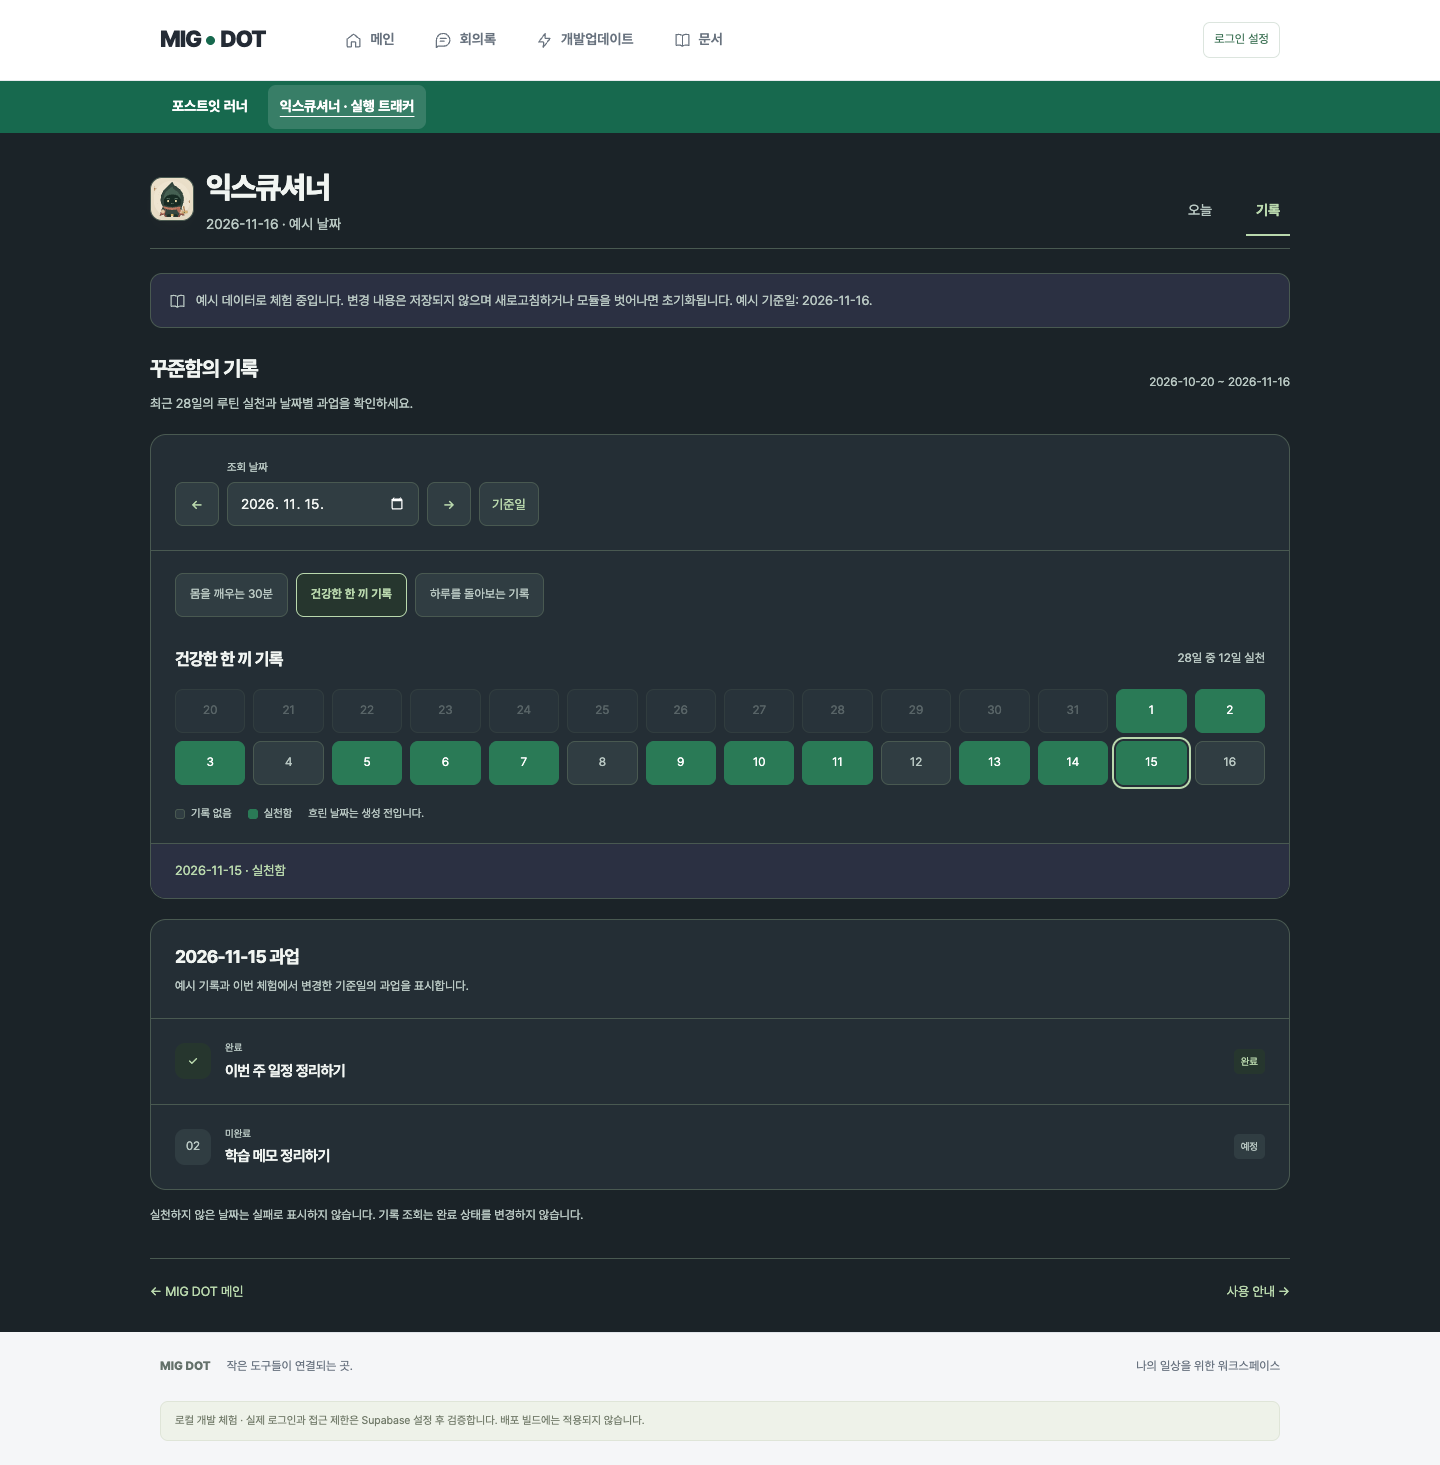 MIG DOT
메인
회의록
개발업데이트
문서
로그인 설정
포스트잇 러너
익스큐셔너 · 실행 트래커
익스큐셔너
2026-11-16 · 예시 날짜
오늘
기록
예시 데이터로 체험 중입니다. 변경 내용은 저장되지 않으며 새로고침하거나 모듈을 벗어나면 초기화됩니다. 예시 기준일: 2026-11-16.
꾸준함의 기록
최근 28일의 루틴 실천과 날짜별 과업을 확인하세요.
2026-10-20 ~ 2026-11-16
조회 날짜
←
2026. 11. 15.
→
기준일
몸을 깨우는 30분
건강한 한 끼 기록
하루를 돌아보는 기록
건강한 한 끼 기록
28일 중 12일 실천
20 21 22 23 24 25 26 27 28 29 30 31 1 2
3 4 5 6 7 8 9 10 11 12 13 14 15 16
기록 없음
실천함
흐린 날짜는 생성 전입니다.
2026-11-15 · 실천함
2026-11-15 과업
예시 기록과 이번 체험에서 변경한 기준일의 과업을 표시합니다.
✓
완료
이번 주 일정 정리하기
완료
02
미완료
학습 메모 정리하기
예정
실천하지 않은 날짜는 실패로 표시하지 않습니다. 기록 조회는 완료 상태를 변경하지 않습니다.
← MIG DOT 메인
사용 안내 →
MIG DOT
작은 도구들이 연결되는 곳.
나의 일상을 위한 워크스페이스
로컬 개발 체험 · 실제 로그인과 접근 제한은 Supabase 설정 후 검증합니다. 배포 빌드에는 적용되지 않습니다.